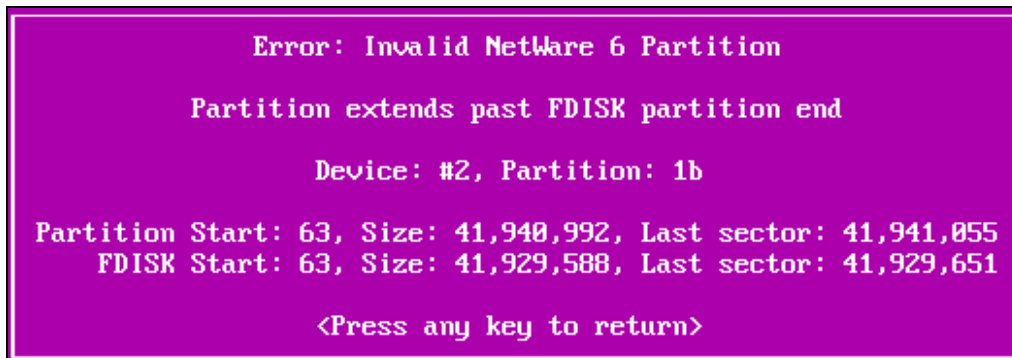 Error: Invalid NetWare 6 Partition
Partition extends past FDISK partition end
Device: #2, Partition: 1b
Partition Start: 63, Size: 41,940,992, Last sector: 41,941,055
FDISK Start: 63, Size: 41,929,588, Last sector: 41,929,651
<Press any key to return>